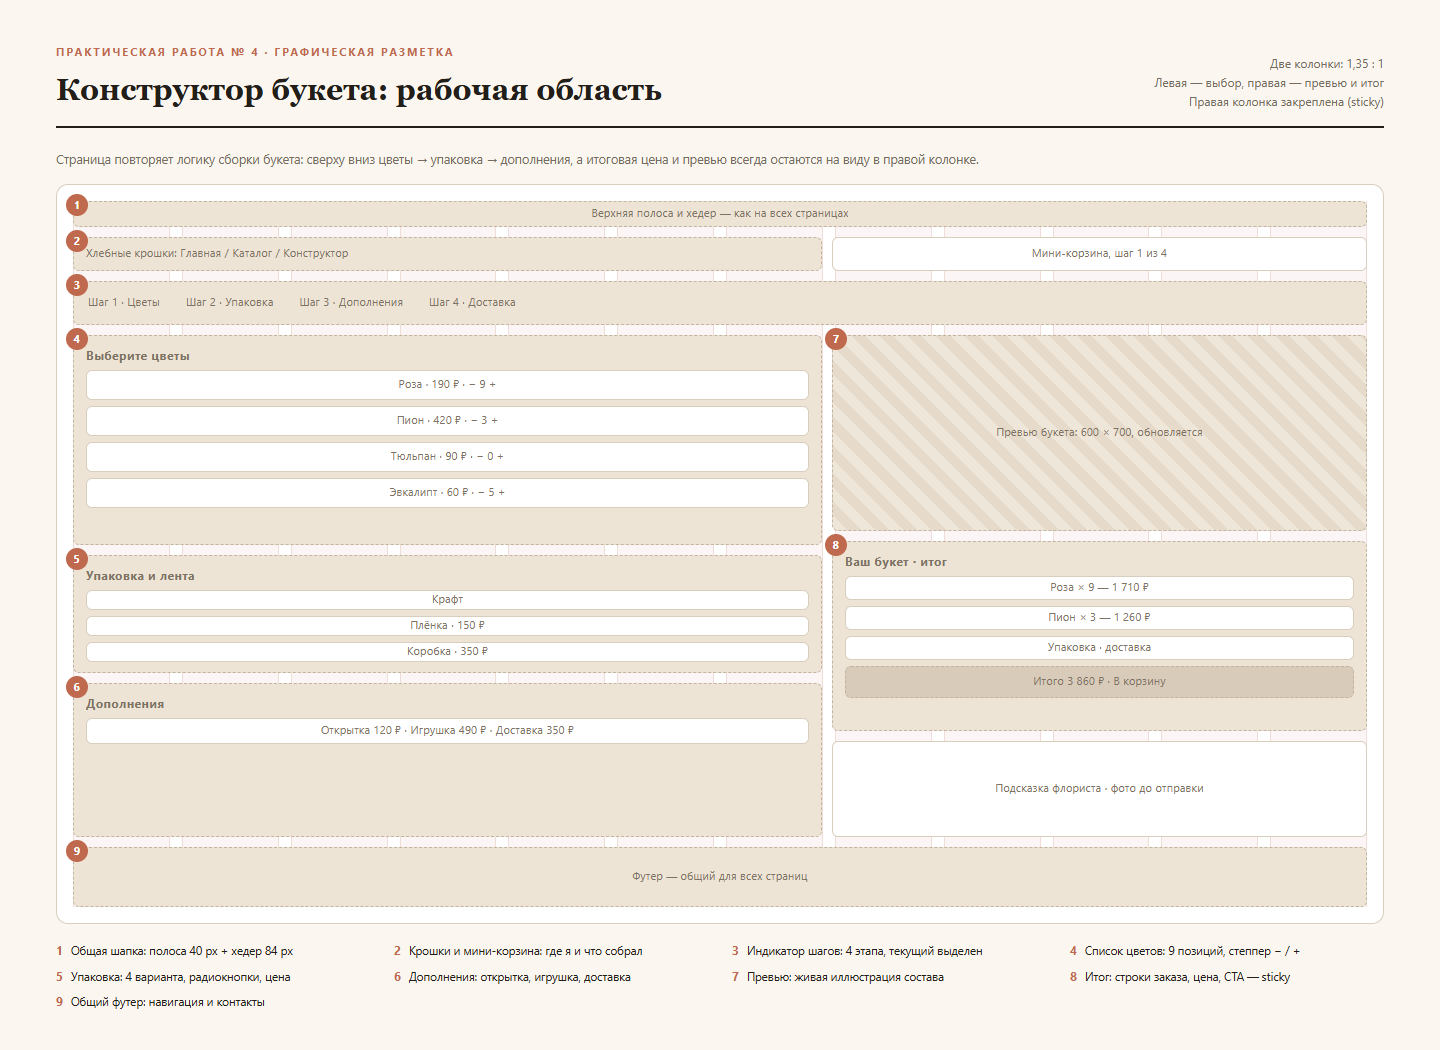 ПРАКТИЧЕСКАЯ РАБОТА № 4 · ГРАФИЧЕСКАЯ РАЗМЕТКА
Конструктор букета: рабочая область
Две колонки: 1,35 : 1
Левая — выбор, правая — превью и итог
Правая колонка закреплена (sticky)
Страница повторяет логику сборки букета: сверху вниз цветы → упаковка → дополнения, а итоговая цена и превью всегда остаются на виду в правой колонке.
1
Верхняя полоса и хедер — как на всех страницах
2
Хлебные крошки: Главная / Каталог / Конструктор
Мини-корзина, шаг 1 из 4
3
Шаг 1 · Цветы Шаг 2 · Упаковка Шаг 3 · Дополнения Шаг 4 · Доставка
4
Выберите цветы
Роза · 190 ₽ · − 9 +
Пион · 420 ₽ · − 3 +
Тюльпан · 90 ₽ · − 0 +
Эвкалипт · 60 ₽ · − 5 +
5
Упаковка и лента
Крафт
Плёнка · 150 ₽
Коробка · 350 ₽
6
Дополнения
Открытка 120 ₽ · Игрушка 490 ₽ · Доставка 350 ₽
7
Превью букета: 600 × 700, обновляется
8
Ваш букет · итог
Роза × 9 — 1 710 ₽
Пион × 3 — 1 260 ₽
Упаковка · доставка
Итого 3 860 ₽ · В корзину
Подсказка флориста · фото до отправки
9
Футер — общий для всех страниц
1 Общая шапка: полоса 40 px + хедер 84 px
2 Крошки и мини-корзина: где я и что собрал
3 Индикатор шагов: 4 этапа, текущий выделен
4 Список цветов: 9 позиций, степпер − / +
5 Упаковка: 4 варианта, радиокнопки, цена
6 Дополнения: открытка, игрушка, доставка
7 Превью: живая иллюстрация состава
8 Итог: строки заказа, цена, CTA — sticky
9 Общий футер: навигация и контакты